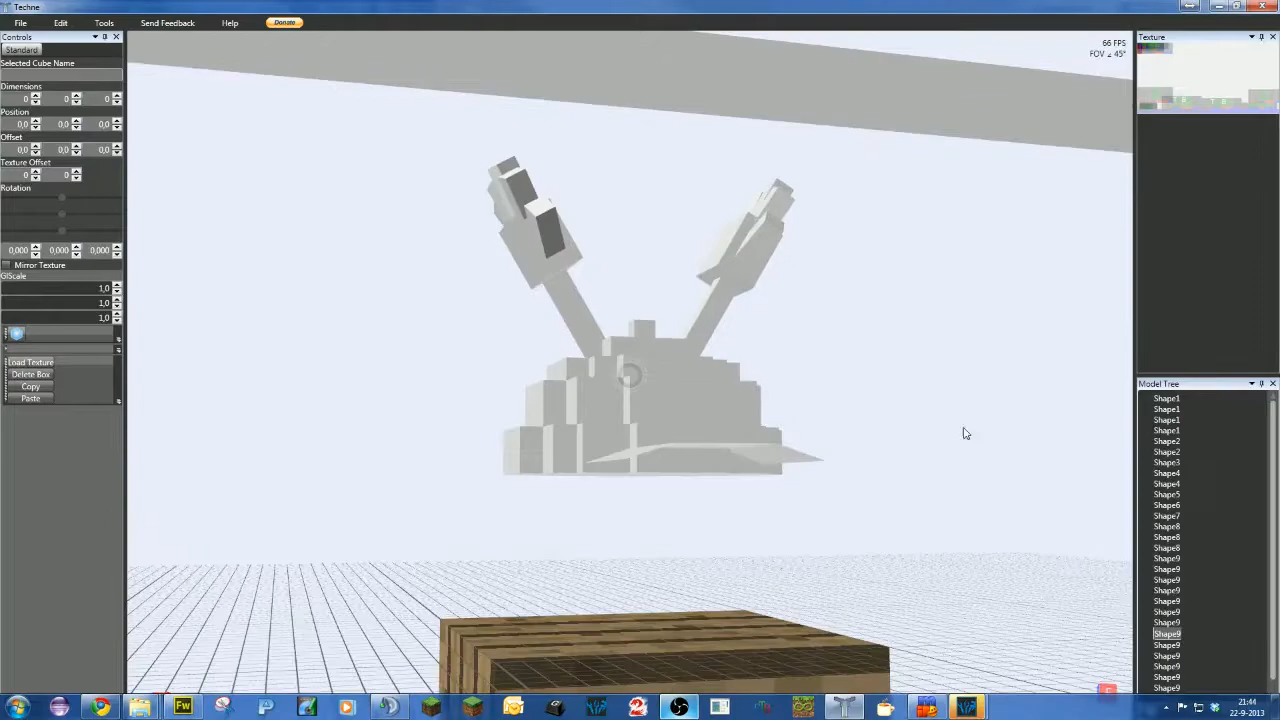 Techne
File Edit Tools Send Feedback Help Donate
Controls
Standard
Selected Cube Name
Dimensions
0 0 0
Position
0,0 0,0 0,0
Offset
0,0 0,0 0,0
Texture Offset
0 0
Rotation
0,000 0,000 0,000
Mirror Texture
GlScale
1,0
1,0
1,0
Load Texture
Delete Box
Copy
Paste
66 FPS
FOV ≥ 45°
Texture
Model Tree
Shape1
Shape1
Shape1
Shape1
Shape2
Shape2
Shape3
Shape4
Shape4
Shape5
Shape6
Shape7
Shape8
Shape8
Shape8
Shape9
Shape9
Shape9
Shape9
Shape9
Shape9
Shape9
Shape9
Shape9
Shape9
Shape9
Shape9
Fw
21:44
22-9-2013